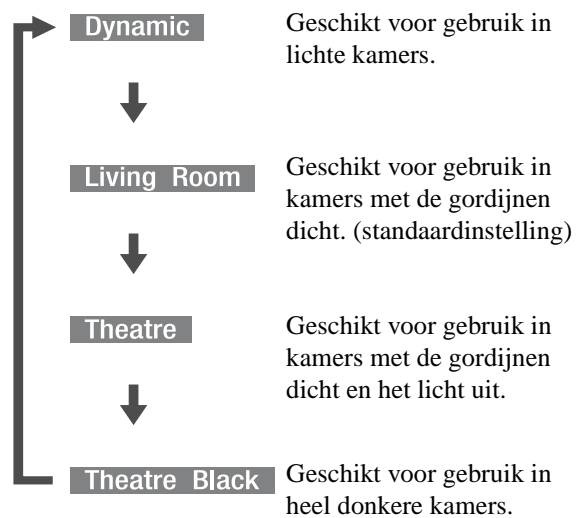 Dynamic
Geschikt voor gebruik in
lichte kamers.
Living Room
Geschikt voor gebruik in
kamers met de gordijnen
dicht. (standaardinstelling)
Theatre
Geschikt voor gebruik in
kamers met de gordijnen
dicht en het licht uit.
Theatre Black
Geschikt voor gebruik in
heel donkere kamers.